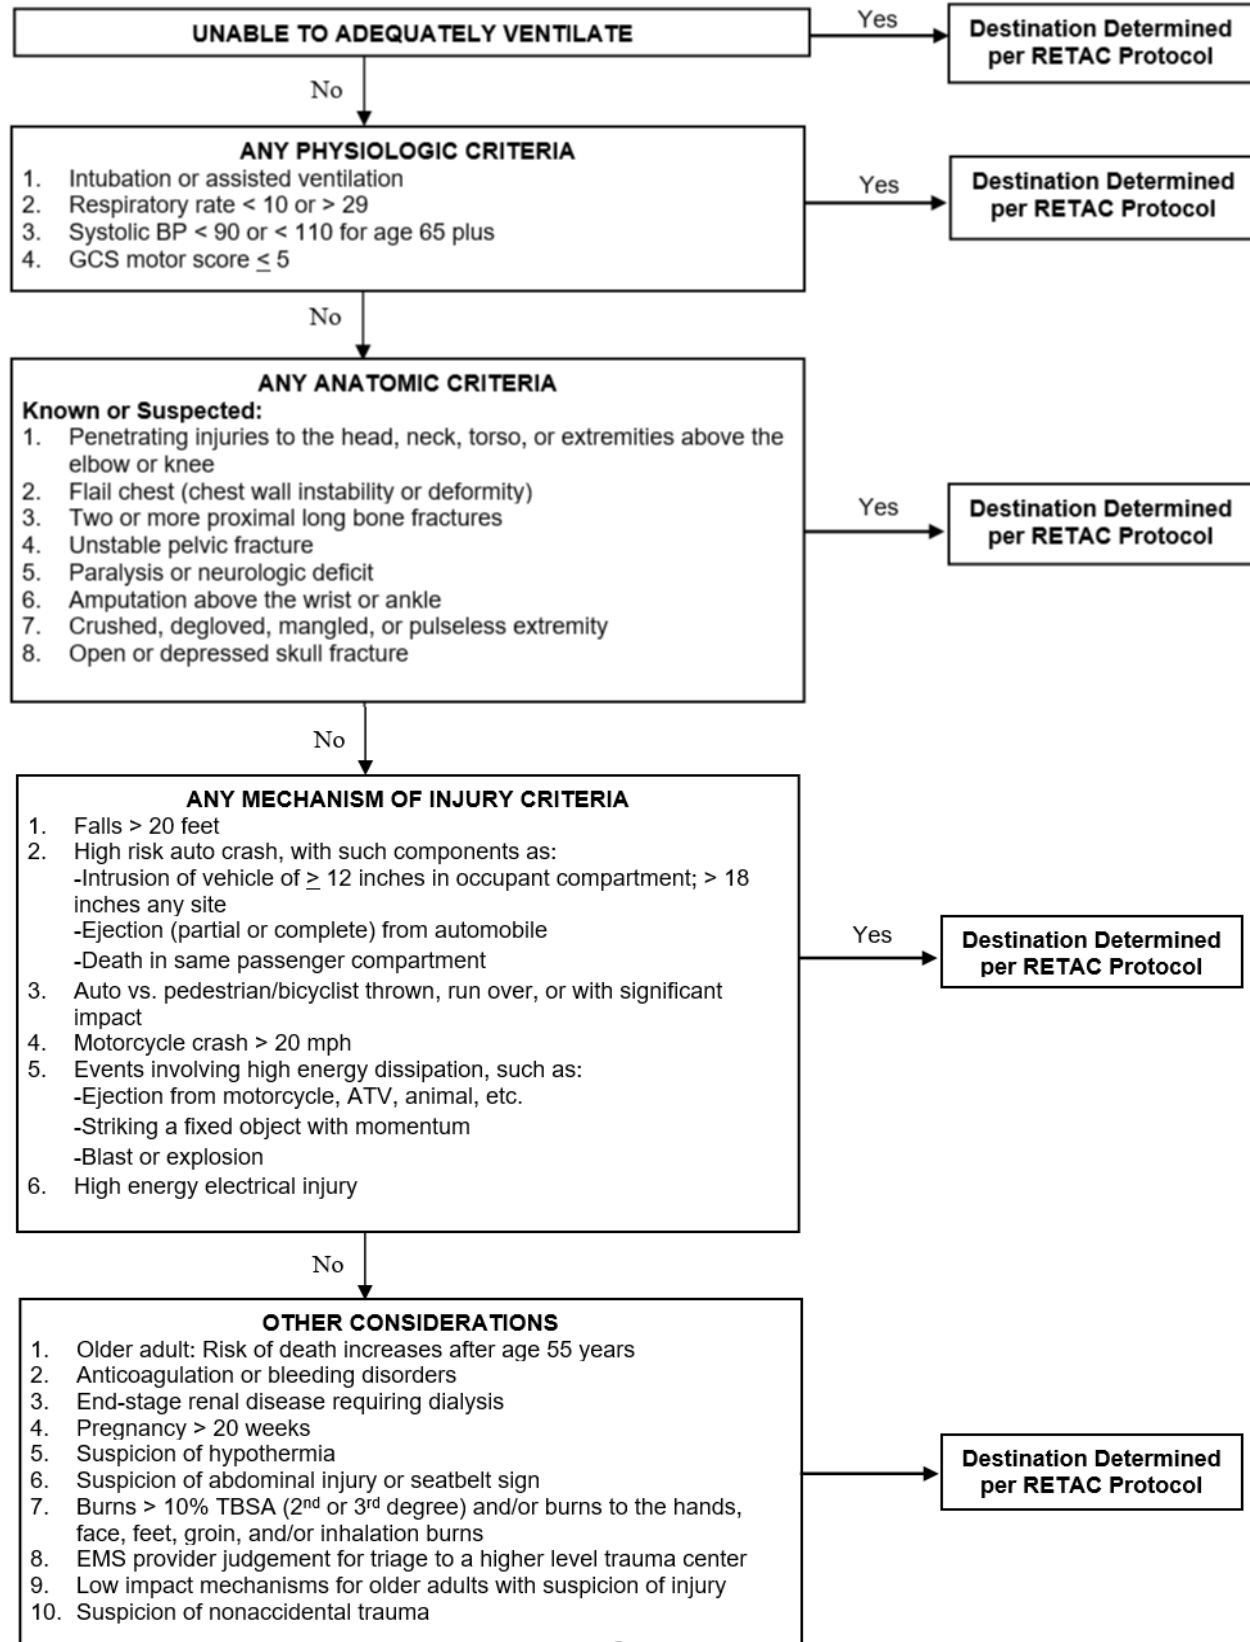 UNABLE TO ADEQUATELY VENTILATE
Yes
Destination Determined
per RETAC Protocol
No
ANY PHYSIOLOGIC CRITERIA
1. Intubation or assisted ventilation
2. Respiratory rate < 10 or > 29
3. Systolic BP < 90 or < 110 for age 65 plus
4. GCS motor score ≤ 5
Yes
Destination Determined
per RETAC Protocol
No
ANY ANATOMIC CRITERIA
Known or Suspected:
1. Penetrating injuries to the head, neck, torso, or extremities above the
elbow or knee
2. Flail chest (chest wall instability or deformity)
3. Two or more proximal long bone fractures
4. Unstable pelvic fracture
5. Paralysis or neurologic deficit
6. Amputation above the wrist or ankle
7. Crushed, degloved, mangled, or pulseless extremity
8. Open or depressed skull fracture
Yes
Destination Determined
per RETAC Protocol
No
ANY MECHANISM OF INJURY CRITERIA
1. Falls > 20 feet
2. High risk auto crash, with such components as:
-Intrusion of vehicle of ≥ 12 inches in occupant compartment; > 18
inches any site
-Ejection (partial or complete) from automobile
-Death in same passenger compartment
3. Auto vs. pedestrian/bicyclist thrown, run over, or with significant
impact
4. Motorcycle crash > 20 mph
5. Events involving high energy dissipation, such as:
-Ejection from motorcycle, ATV, animal, etc.
-Striking a fixed object with momentum
-Blast or explosion
6. High energy electrical injury
Yes
Destination Determined
per RETAC Protocol
No
OTHER CONSIDERATIONS
1. Older adult: Risk of death increases after age 55 years
2. Anticoagulation or bleeding disorders
3. End-stage renal disease requiring dialysis
4. Pregnancy > 20 weeks
5. Suspicion of hypothermia
6. Suspicion of abdominal injury or seatbelt sign
7. Burns > 10% TBSA (2nd or 3rd degree) and/or burns to the hands,
face, feet, groin, and/or inhalation burns
8. EMS provider judgement for triage to a higher level trauma center
9. Low impact mechanisms for older adults with suspicion of injury
10. Suspicion of nonaccidental trauma
Destination Determined
per RETAC Protocol